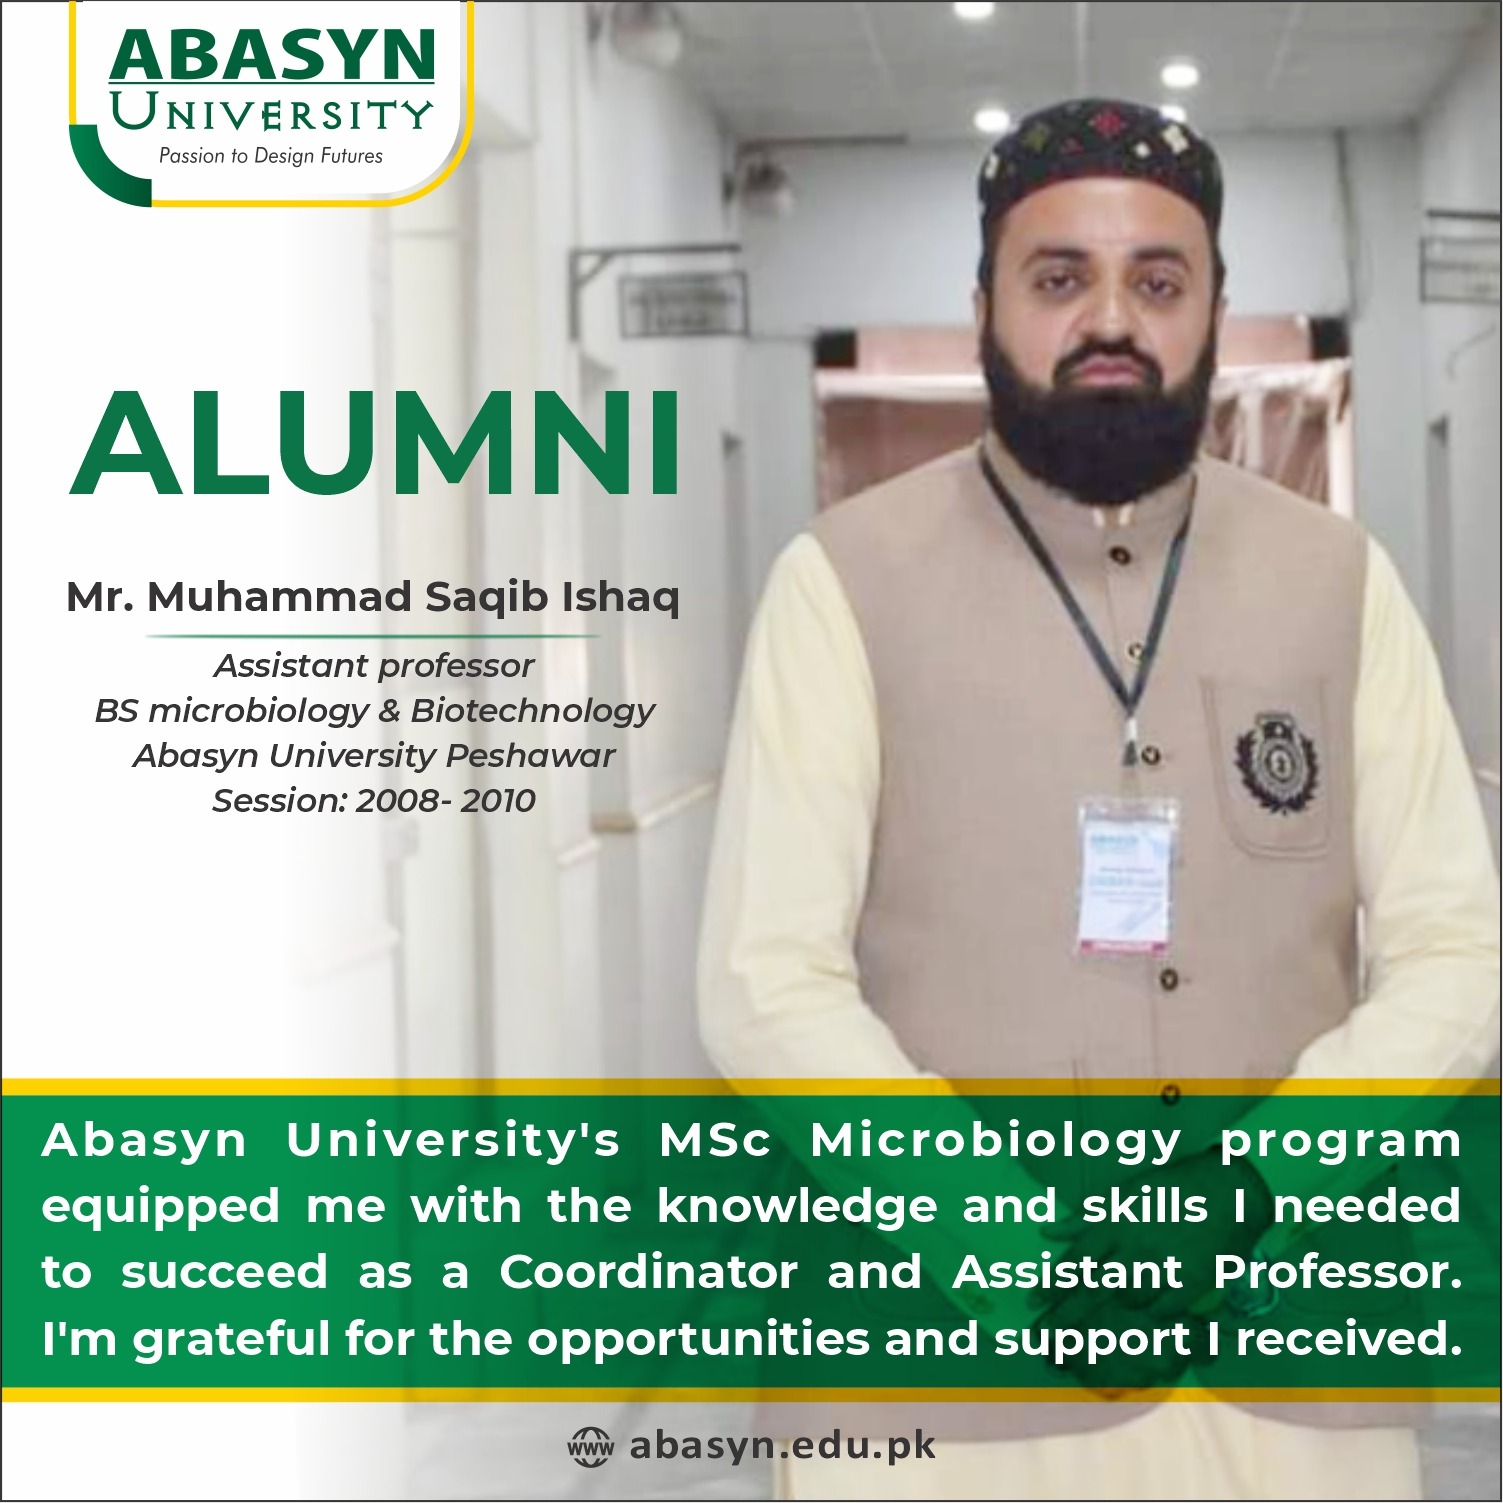 ABASYN
UNIVERSITY
Passion to Design Futures
ALUMNI
Mr. Muhammad Saqib Ishaq
Assistant professor
BS microbiology & Biotechnology
Abasyn University Peshawar
Session: 2008- 2010
ABASYN
Abasyn University's MSc Microbiology program
equipped me with the knowledge and skills I needed
to succeed as a Coordinator and Assistant Professor.
I'm grateful for the opportunities and support I received.
www abasyn.edu.pk